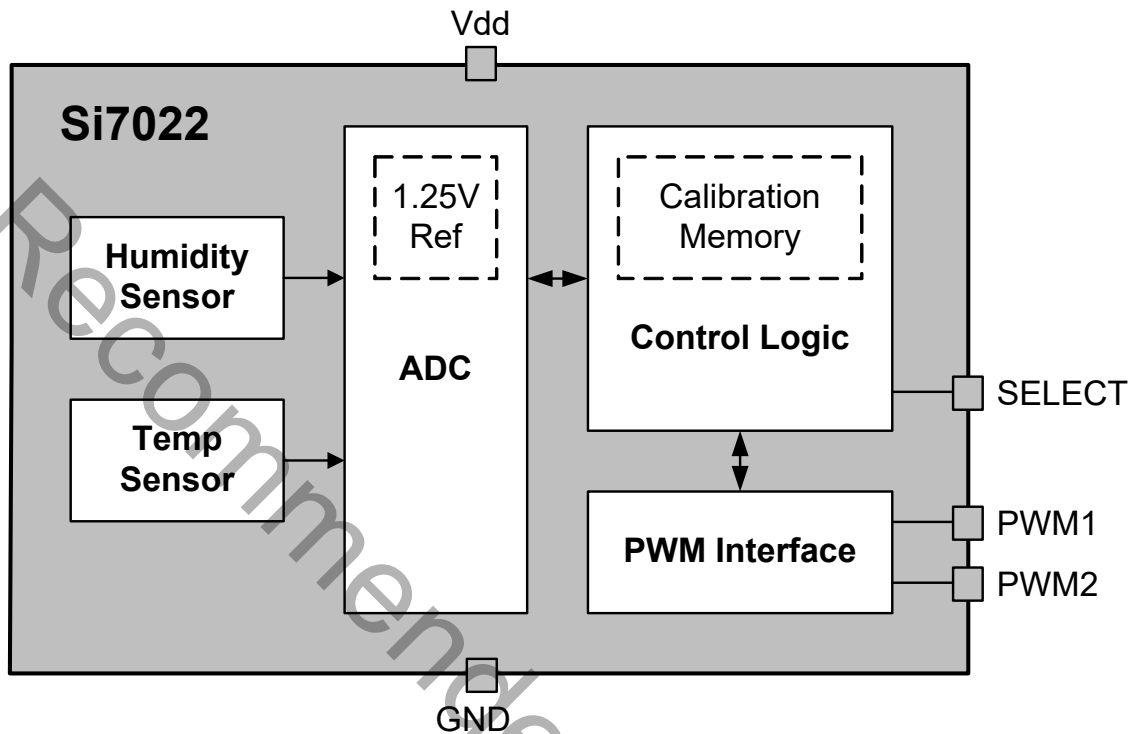 Vdd
Si7022
1.25V
Ref
Calibration
Memory
Humidity
Sensor
ADC
Control Logic
SELECT
Temp
Sensor
PWM Interface
PWM1
PWM2
GND